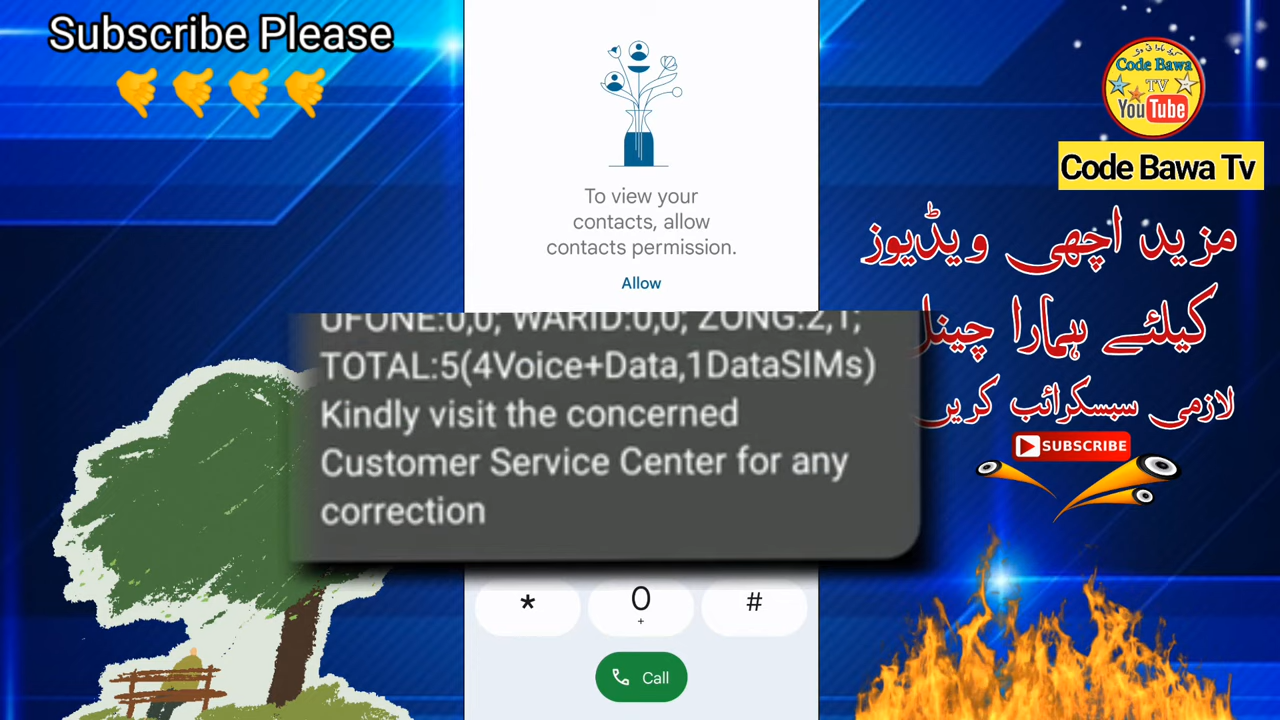 Subscribe Please
To view your
contacts, allow
contacts permission.
Allow
UFONE:0,0; WARID:0,0; ZONG:2,1;
TOTAL:5(4Voice+Data,1DataSIMs)
Kindly visit the concerned
Customer Service Center for any
correction
* 0 #
+
Call
Code Bawa
TV
YouTube
Code Bawa Tv
مزید اچھی ویڈیوز
کیلئے ہمارا چینل
لازمی سبسکرائب کریں
SUBSCRIBE